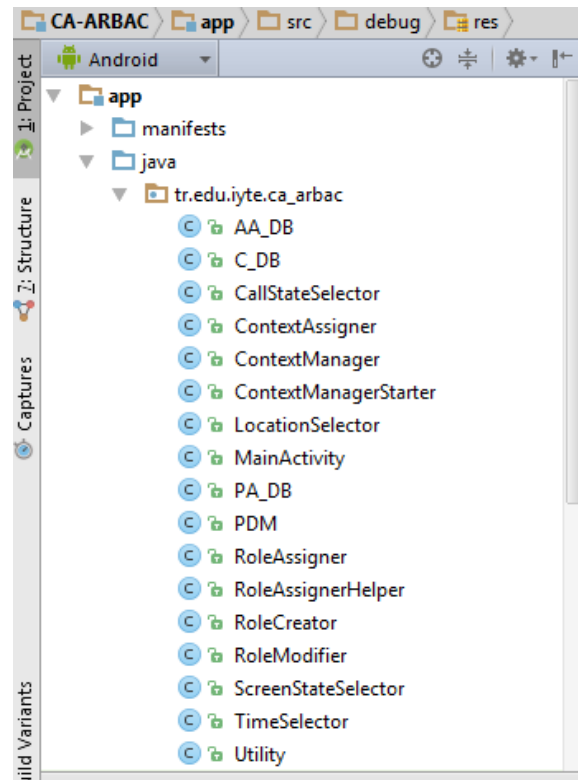 CA-ARBAC app src debug res
Android
app
manifests
java
tr.edu.iyte.ca_arbac
AA_DB
C_DB
CallStateSelector
ContextAssigner
ContextManager
ContextManagerStarter
LocationSelector
MainActivity
PA_DB
PDM
RoleAssigner
RoleAssignerHelper
RoleCreator
RoleModifier
ScreenStateSelector
TimeSelector
Utility
1: Project
7: Structure
Captures
uild Variants